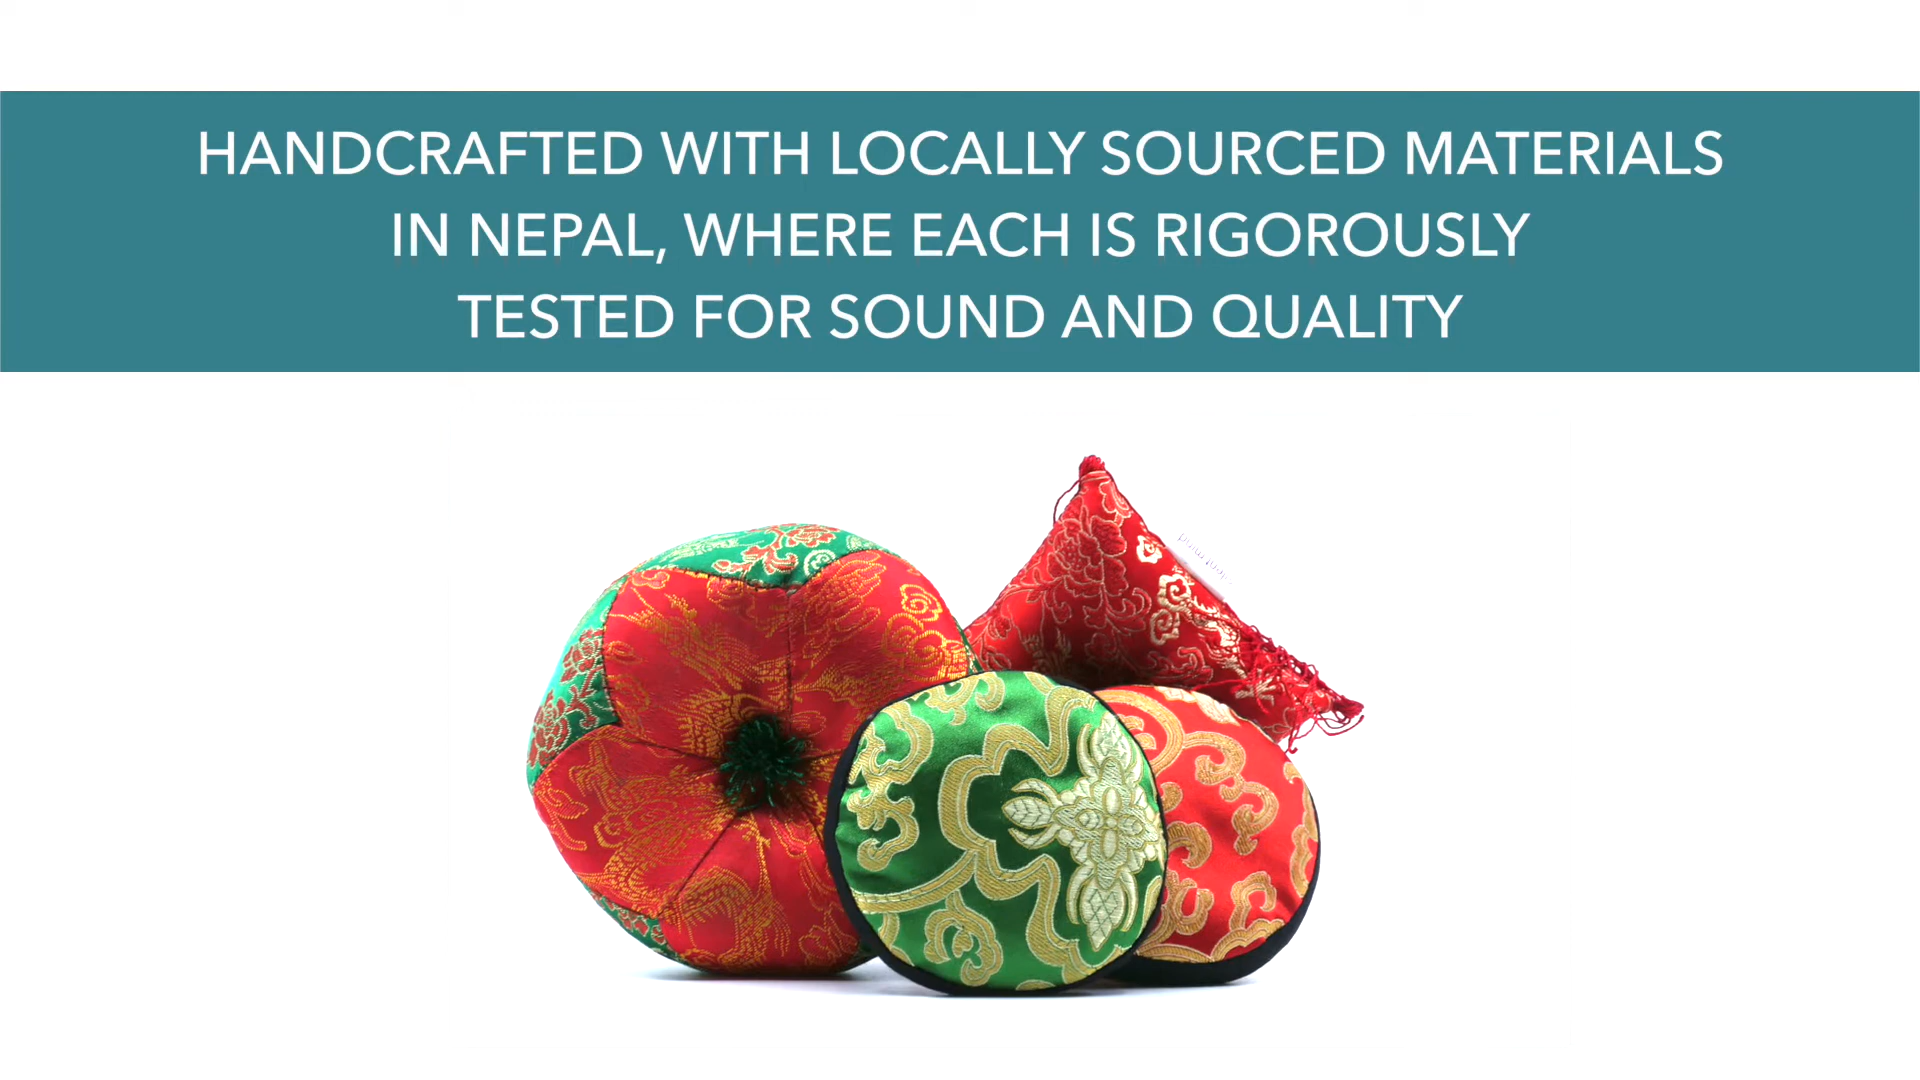 HANDCRAFTED WITH LOCALLY SOURCED MATERIALS
IN NEPAL, WHERE EACH IS RIGOROUSLY
TESTED FOR SOUND AND QUALITY